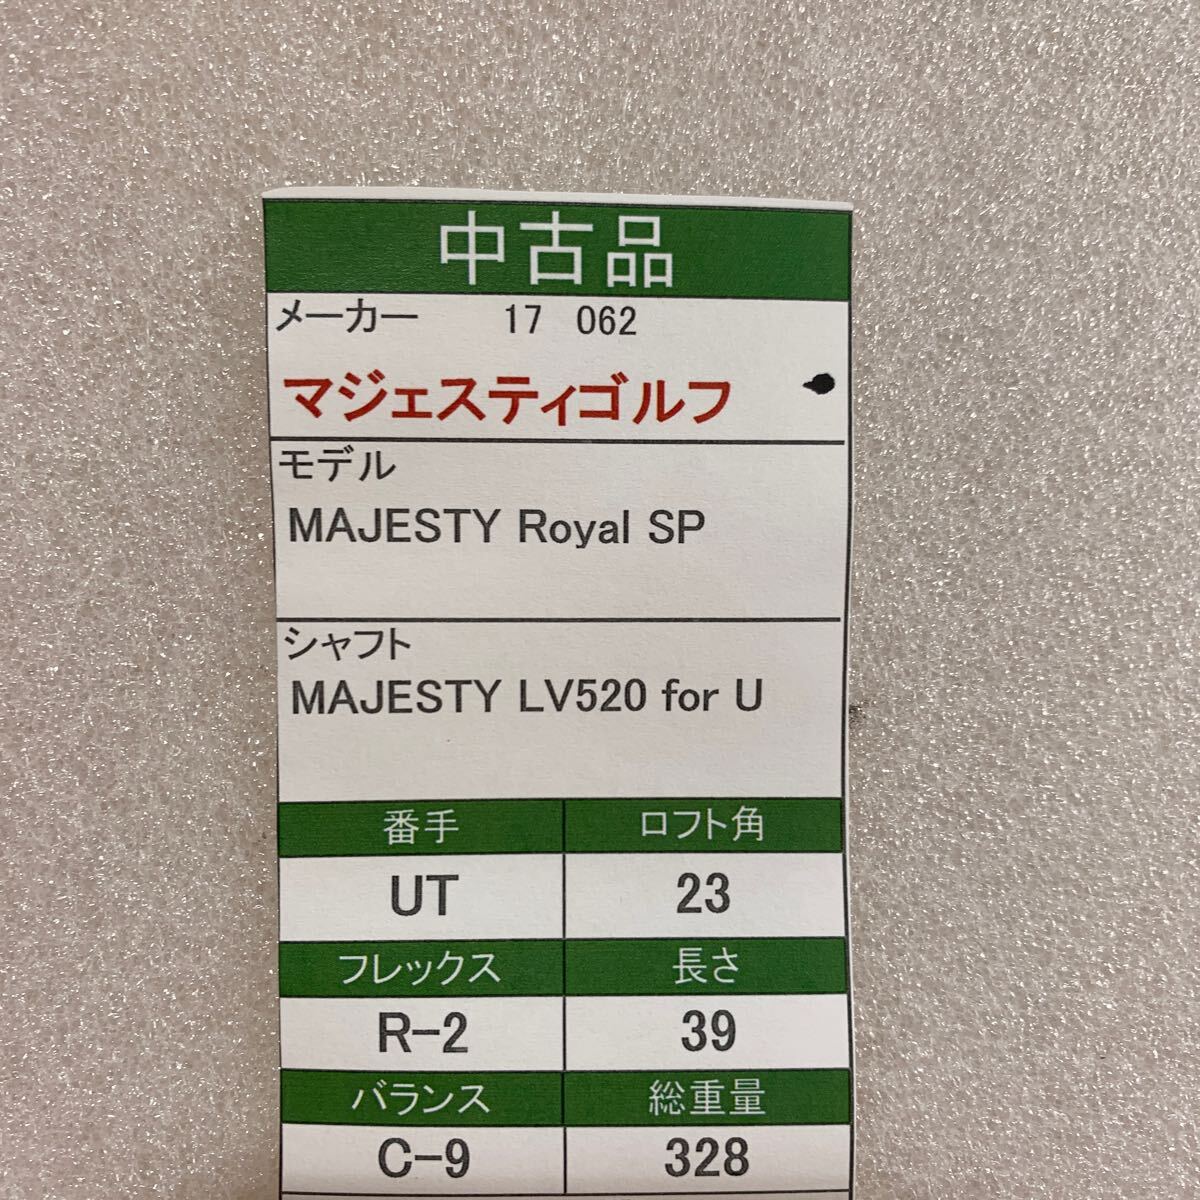 中古品
メーカー 17 062
マジェスティゴルフ
モデル
MAJESTY Royal SP
シャフト
MAJESTY LV520 for U
番手 ロフト角
UT 23
フレックス 長さ
R-2 39
バランス 総重量
C-9 328